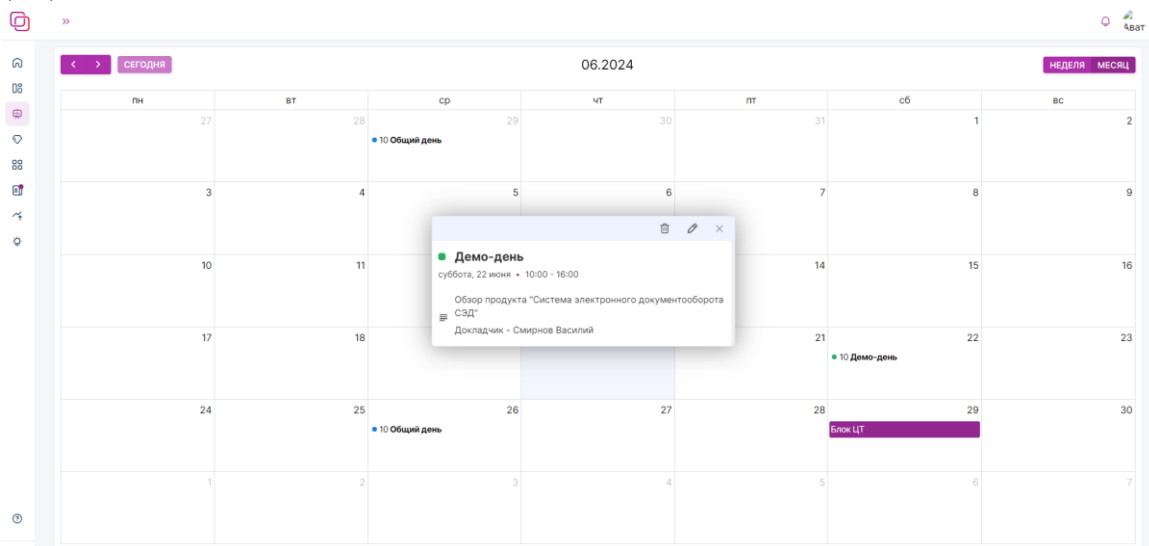 Ават
СЕГОДНЯ
06.2024
НЕДЕЛЯ МЕСЯЦ
пн вт ср чт пт сб вс
27 28 29 30 31 1 2
10 Общий день
3 4 5 6 7 8 9
Демо-день
суббота, 22 июня • 10:00 - 16:00
Обзор продукта "Система электронного документооборота
СЭД"
Докладчик - Смирнов Василий
10 11 14 15 16
17 18 21 22 23
10 Демо-день
24 25 26 27 28 29 30
10 Общий день
Блок ЦТ
1 2 3 4 5 6 7